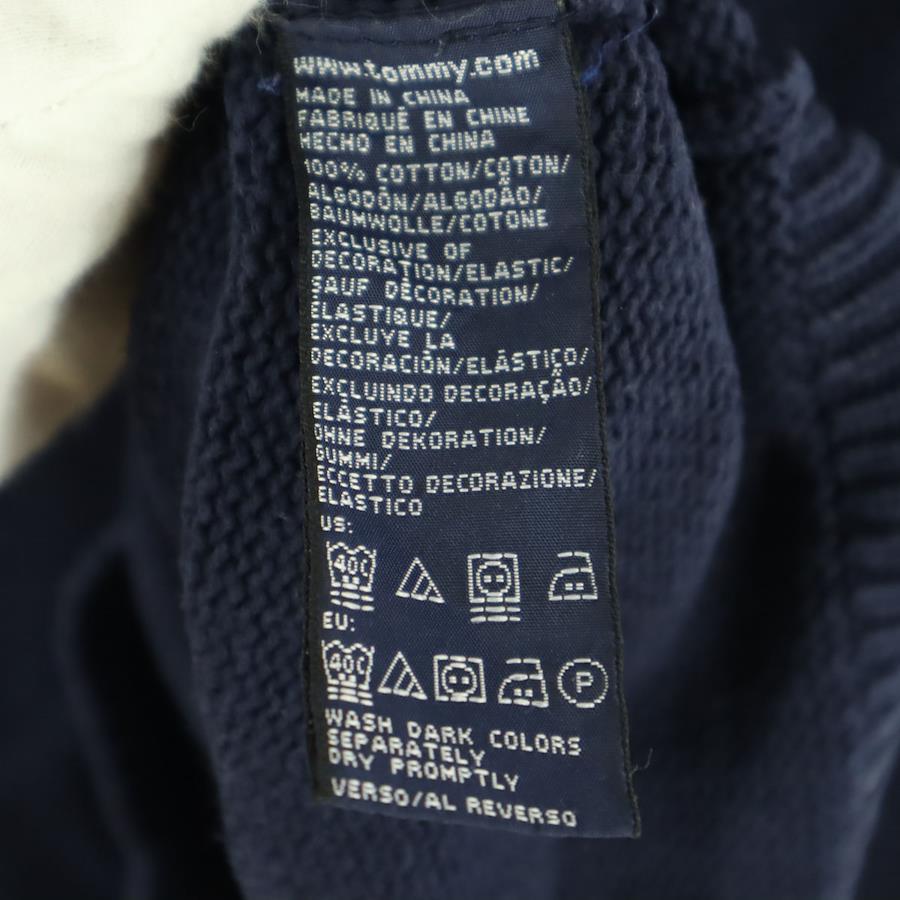 www.tommy.com
MADE IN CHINA
FABRIQUÉ EN CHINE
HECHO EN CHINA
100% COTTON/COTON/
ALGODÓN/ALGODÃO/
BAUMWOLLE/COTONE
EXCLUSIVE OF
DECORATION/ELASTIC/
SAUF DÉCORATION/
ÉLASTIQUE/
EXCLUYE LA
DECORACIÓN/ELÁSTICO/
EXCLUINDO DECORAÇÃO/
ELÁSTICO/
OHNE DEKORATION/
GUMMI/
ECCETTO DECORAZIONE/
ELASTICO
US:
40C
EU:
40C P
WASH DARK COLORS
SEPARATELY
DRY PROMPTLY
VERSO/AL REVERSO